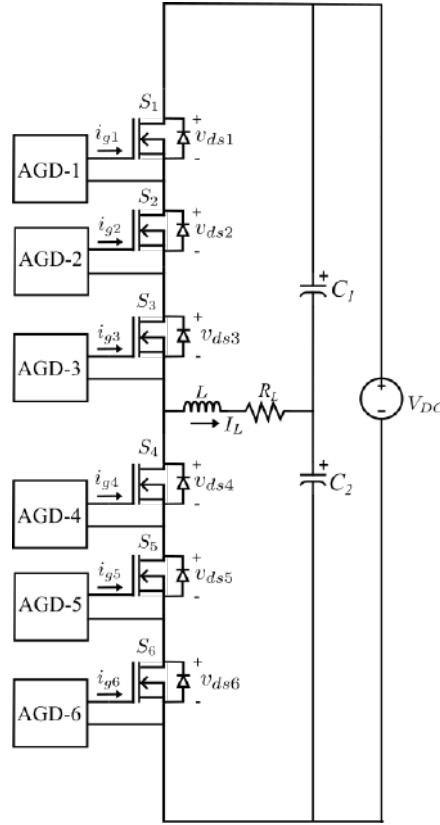 S1
ig1
+
vds1
-
AGD-1
S2
ig2
+
vds2
-
AGD-2
S3
ig3
+
vds3
-
AGD-3
+
C1
L
RL
IL
+
-
VDC
S4
ig4
+
vds4
-
AGD-4
+
C2
S5
ig5
+
vds5
-
AGD-5
S6
ig6
+
vds6
-
AGD-6